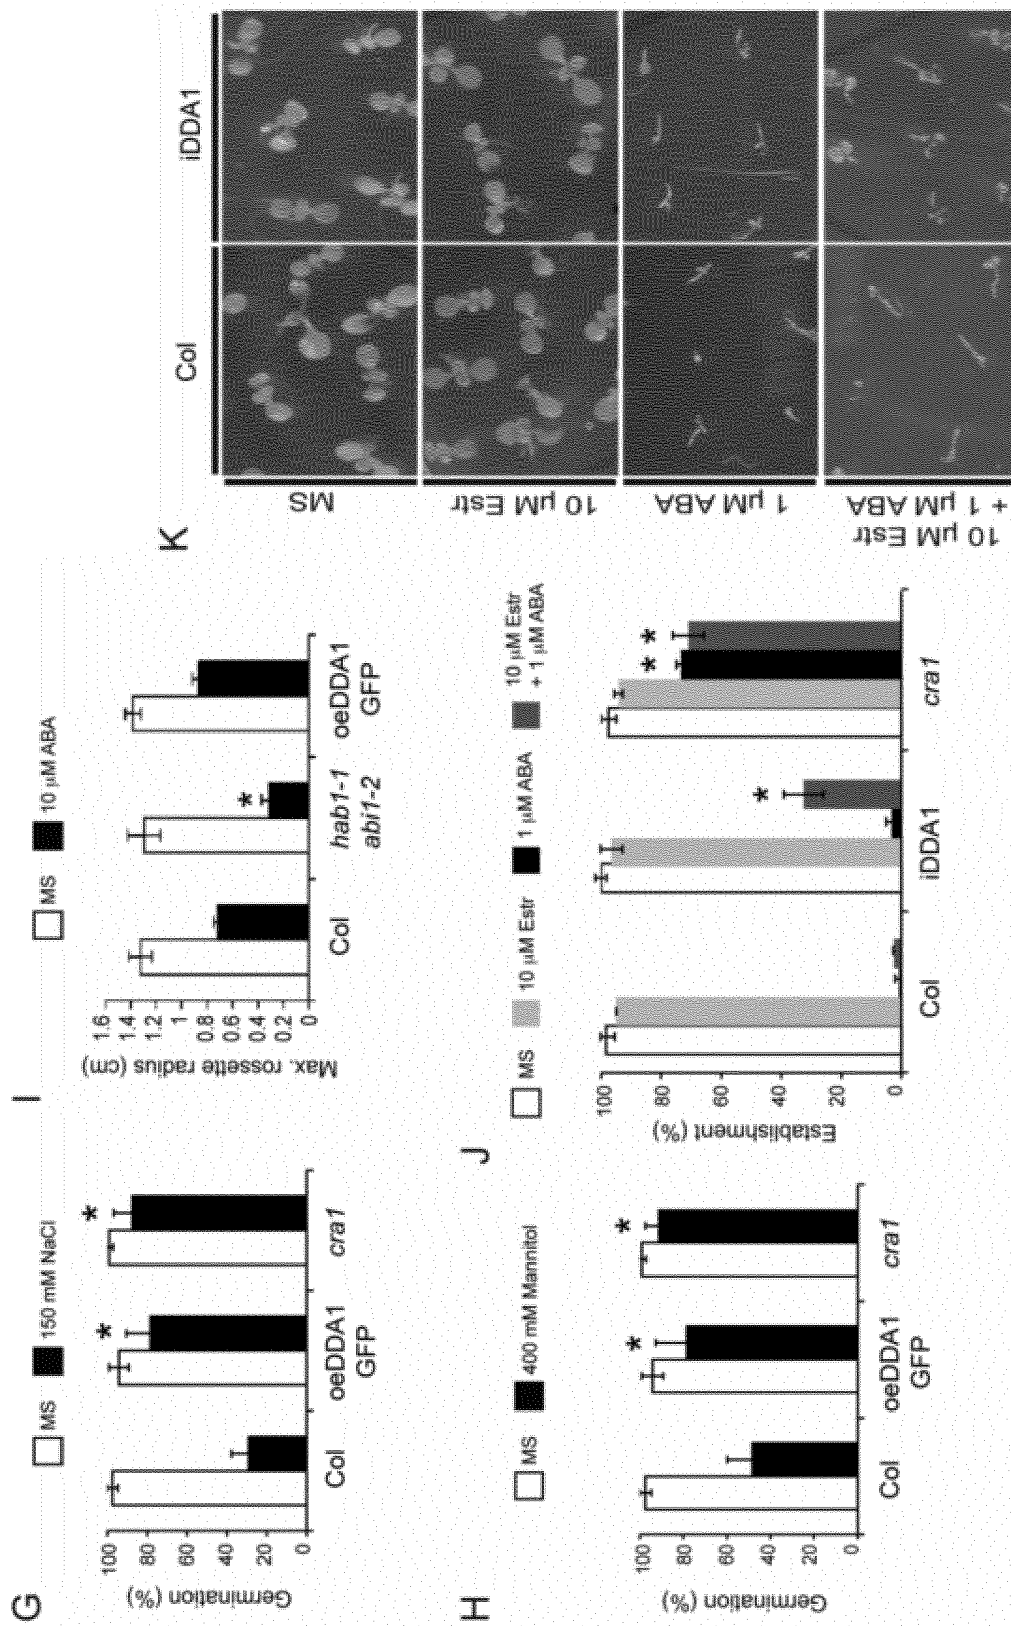 G
MS
150 mM NaCl
Germination (%)
100
80
60
40
20
0
Col
oeDDA1
GFP
cra1
*
*
H
MS
400 mM Mannitol
Germination (%)
100
80
60
40
20
0
Col
oeDDA1
GFP
cra1
*
*
I
MS
10 µM ABA
Max. rossette radius (cm)
1.6
1.4
1.2
1
0.8
0.6
0.4
0.2
0
Col
hab1-1
abi1-2
oeDDA1
GFP
*
J
MS
10 µM Estr
1 µM ABA
10 µM Estr
+ 1 µM ABA
Establishment (%)
100
80
60
40
20
0
Col
iDDA1
cra1
*
*
*
K
Col
iDDA1
MS
10 µM Estr
1 µM ABA
10 µM Estr
+ 1 µM ABA